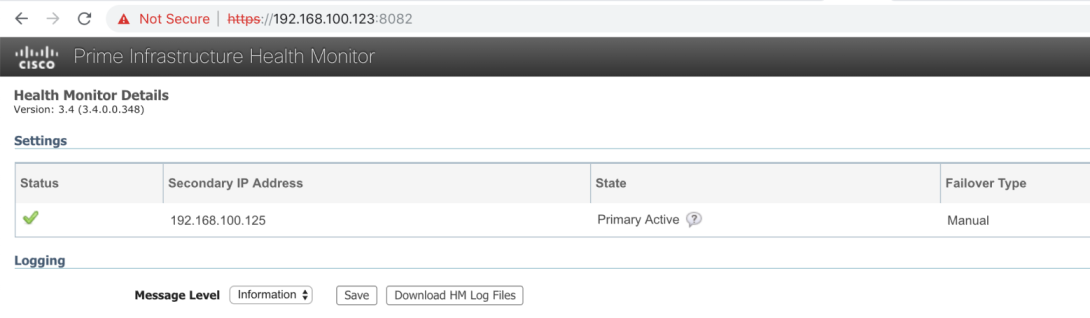 Not Secure | https://192.168.100.123:8082
cisco Prime Infrastructure Health Monitor
Health Monitor Details
Version: 3.4 (3.4.0.0.348)
Settings
Status Secondary IP Address State Failover Type
192.168.100.125 Primary Active ? Manual
Logging
Message Level Information Save Download HM Log Files